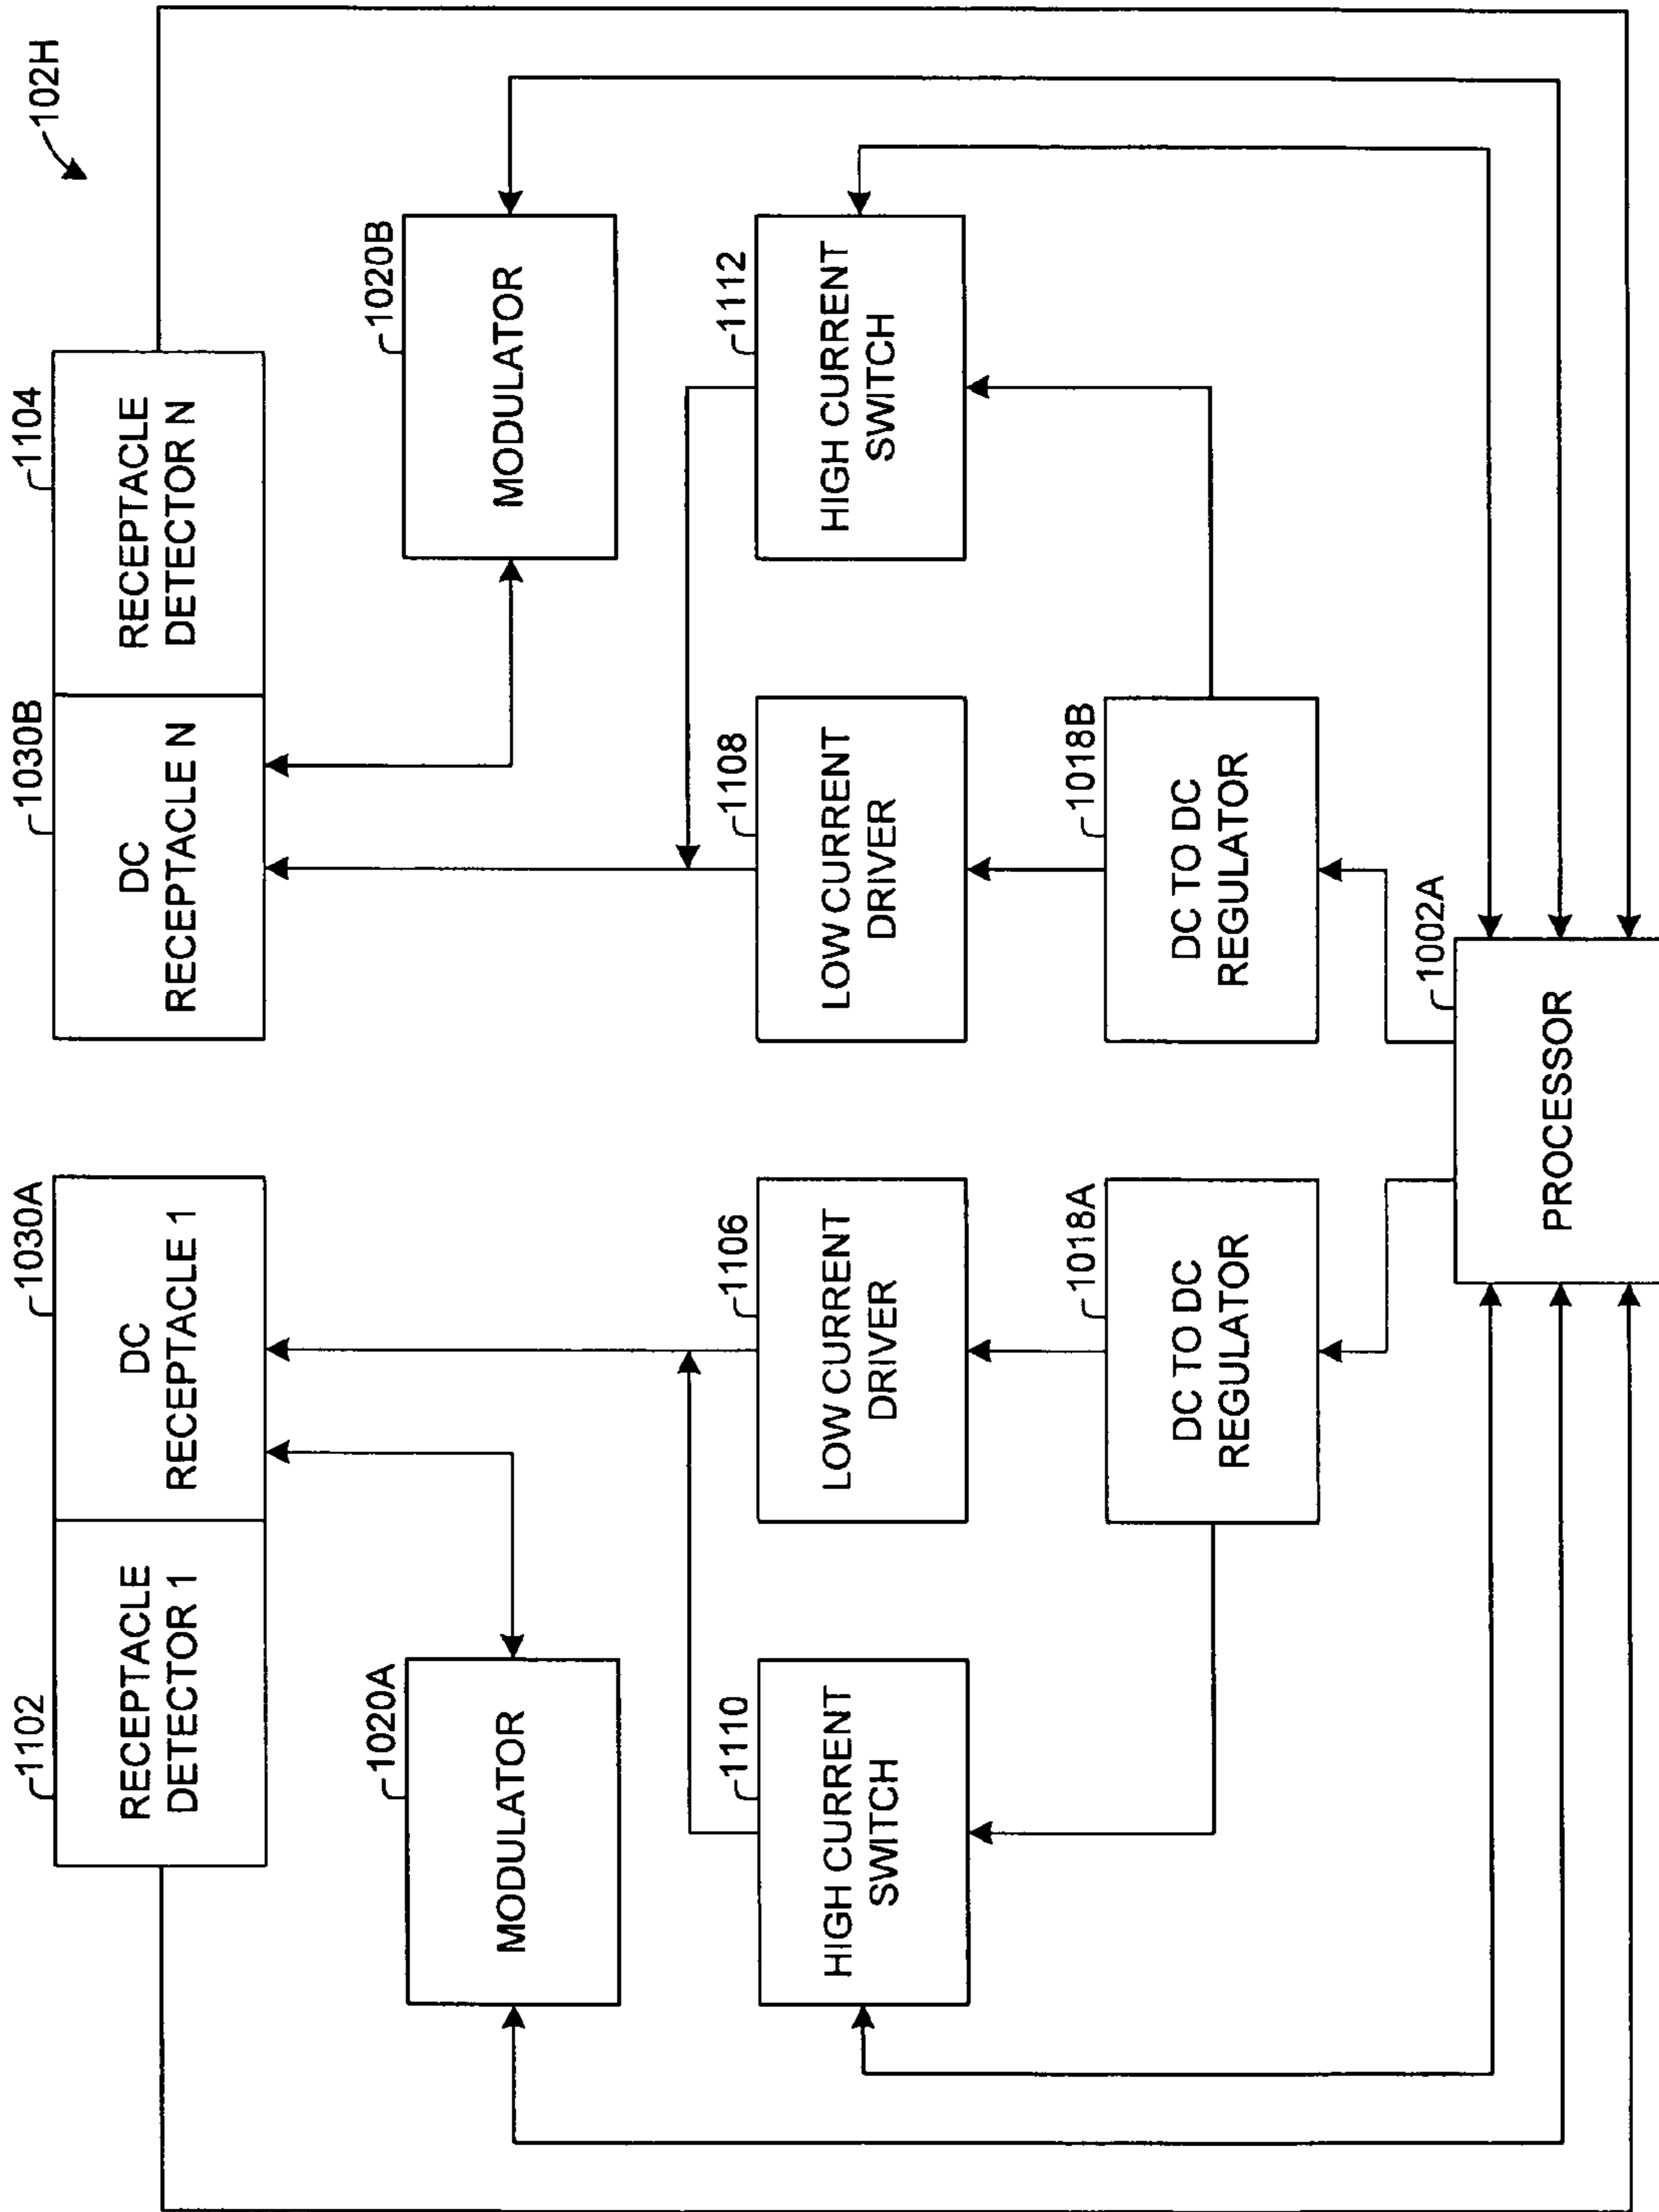 102H
1102
RECEPTACLE
DETECTOR 1
1030A
DC
RECEPTACLE 1
1030B
DC
RECEPTACLE N
1104
RECEPTACLE
DETECTOR N
1020A
MODULATOR
1020B
MODULATOR
1110
HIGH CURRENT
SWITCH
1106
LOW CURRENT
DRIVER
1108
LOW CURRENT
DRIVER
1112
HIGH CURRENT
SWITCH
1018A
DC TO DC
REGULATOR
1018B
DC TO DC
REGULATOR
1002A
PROCESSOR